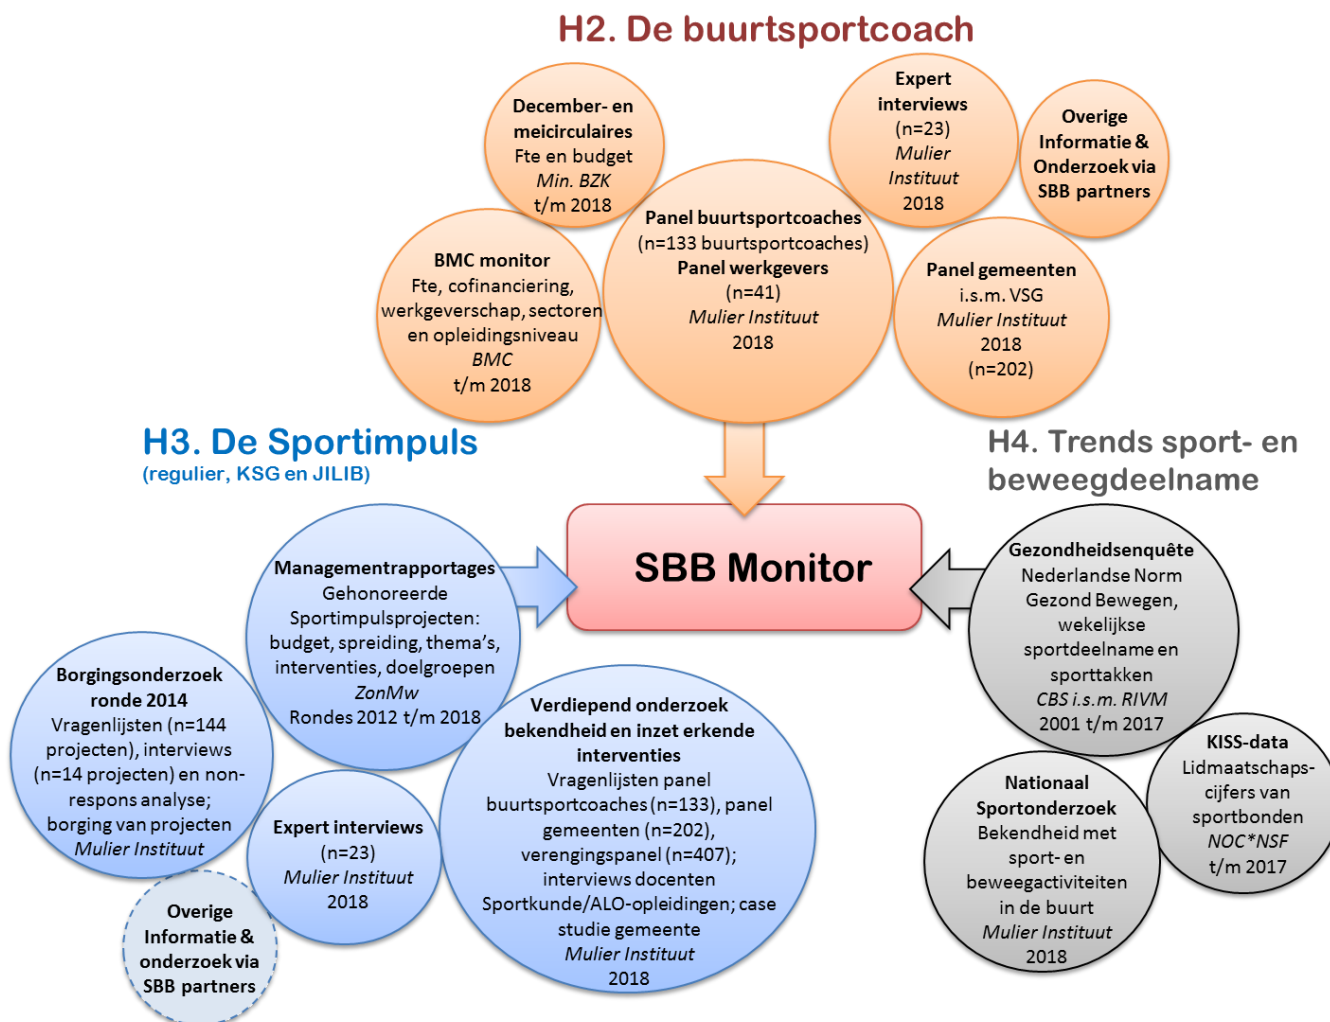 H2. De buurtsportcoach
December- en
meicirculaires
Fte en budget
Min. BZK
t/m 2018
Expert
interviews
(n=23)
Mulier
Instituut
2018
Overige
Informatie &
Onderzoek via
SBB partners
BMC monitor
Fte, cofinanciering,
werkgeverschap, sectoren
en opleidingsniveau
BMC
t/m 2018
Panel buurtsportcoaches
(n=133 buurtsportcoaches)
Panel werkgevers
(n=41)
Mulier Instituut
2018
Panel gemeenten
i.s.m. VSG
Mulier Instituut
2018
(n=202)
H3. De Sportimpuls
(regulier, KSG en JILIB)
H4. Trends sport- en
beweegdeelname
SBB Monitor
Managementrapportages
Gehonoreerde
Sportimpulsprojecten:
budget, spreiding, thema's,
interventies, doelgroepen
ZonMw
Rondes 2012 t/m 2018
Borgingsonderzoek
ronde 2014
Vragenlijsten (n=144
projecten), interviews
(n=14 projecten) en non-
respons analyse;
borging van projecten
Mulier Instituut
Expert interviews
(n=23)
Mulier Instituut
2018
Overige
Informatie &
onderzoek via
SBB partners
Verdiepend onderzoek
bekendheid en inzet erkende
interventies
Vragenlijsten panel
buurtsportcoaches (n=133), panel
gemeenten (n=202),
verengingspanel (n=407);
interviews docenten
Sportkunde/ALO-opleidingen; case
studie gemeente
Mulier Instituut
2018
Gezondheidsenquête
Nederlandse Norm
Gezond Bewegen,
wekelijkse
sportdeelname en
sporttakken
CBS i.s.m. RIVM
2001 t/m 2017
KISS-data
Lidmaatschaps-
cijfers van
sportbonden
NOC*NSF
t/m 2017
Nationaal
Sportonderzoek
Bekendheid met
sport- en
beweegactiviteiten
in de buurt
Mulier Instituut
2018